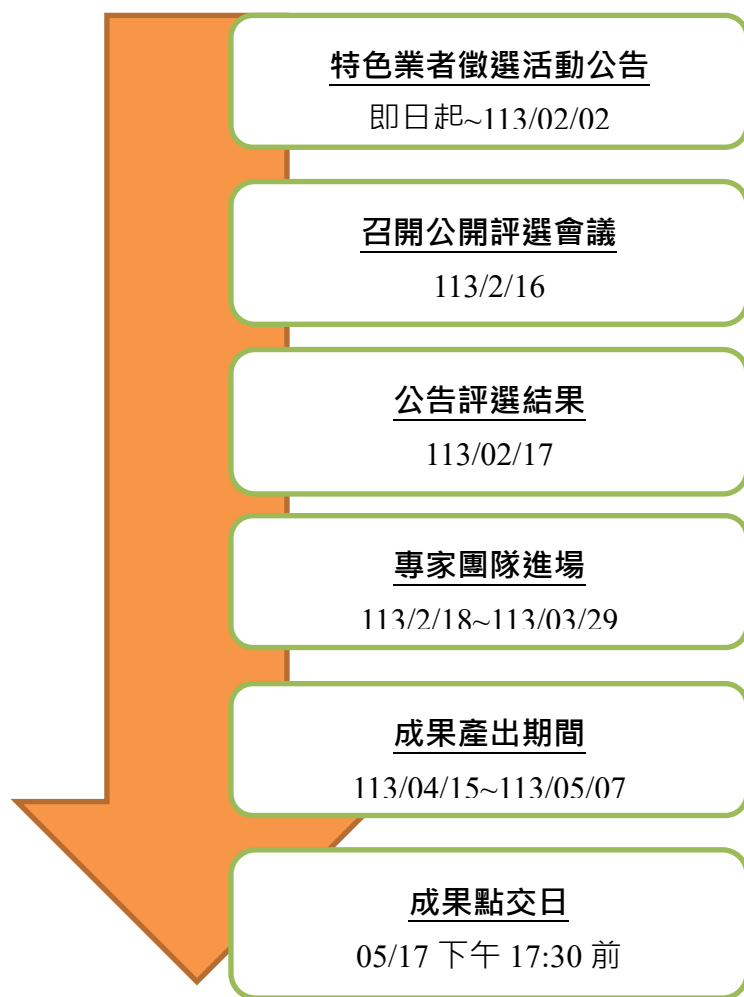 特色業者徵選活動公告
即日起~113/02/02
召開公開評選會議
113/2/16
公告評選結果
113/02/17
專家團隊進場
113/2/18~113/03/29
成果產出期間
113/04/15~113/05/07
成果點交日
05/17 下午 17:30 前